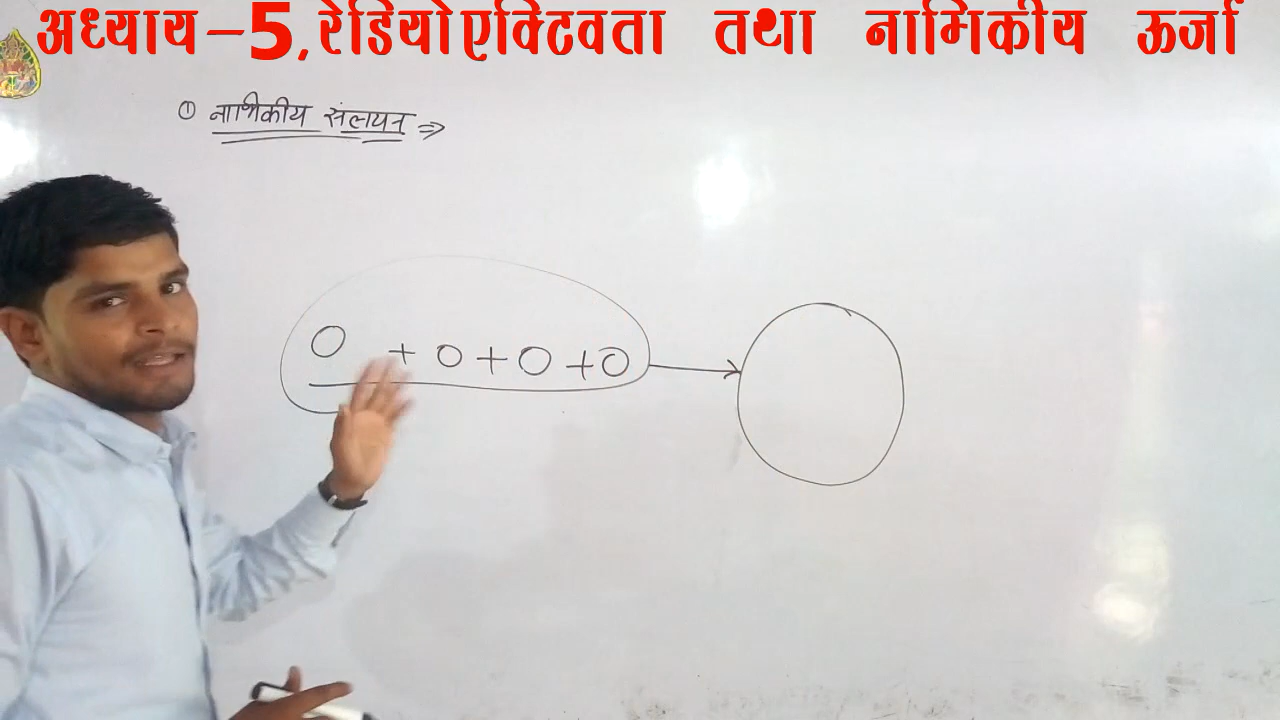 अध्याय-5, रेडियोएक्टिवता तथा नाभिकीय ऊर्जा
① नाभिकीय संलयन ⇒
O + O + O + O